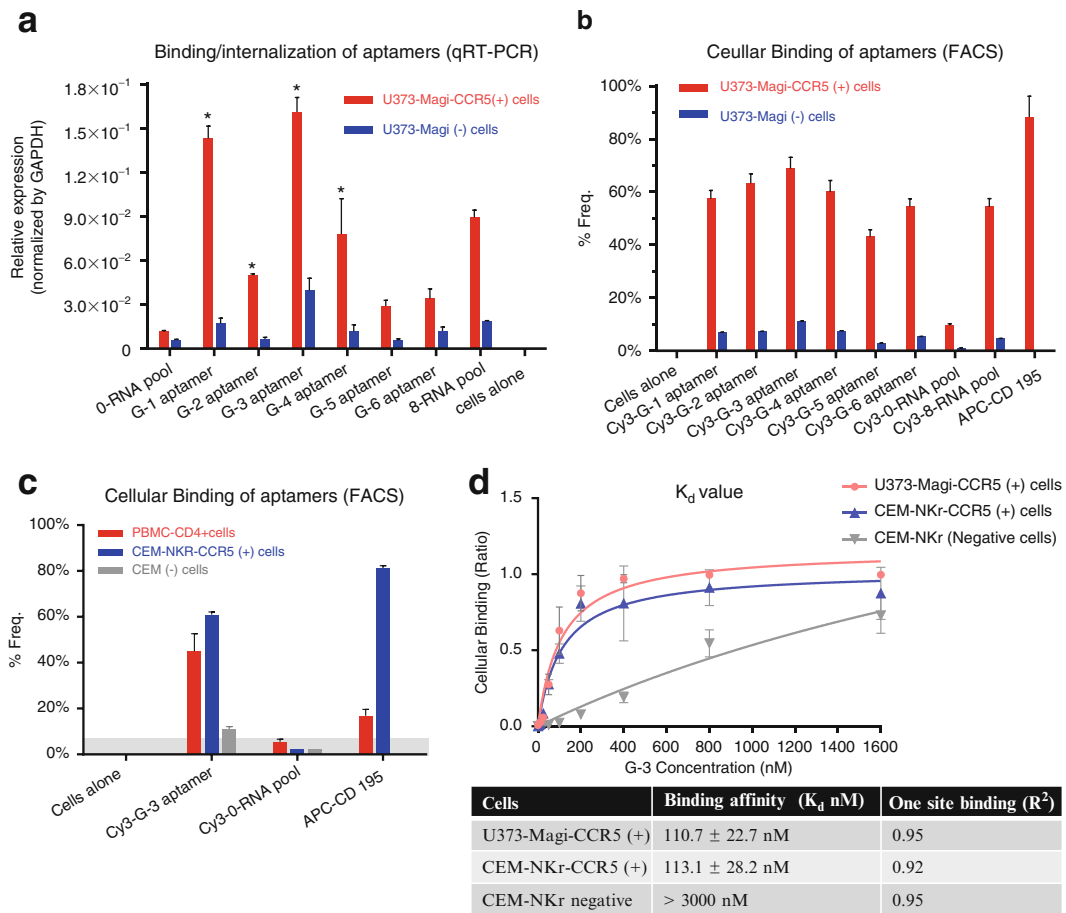 a
Binding/internalization of aptamers (qRT-PCR)
1.8×10⁻¹
1.5×10⁻¹
1.2×10⁻¹
9.0×10⁻²
6.0×10⁻²
3.0×10⁻²
0
Relative expression
(normalized by GAPDH)
U373-Magi-CCR5(+) cells
U373-Magi (-) cells
*
*
*
*
0-RNA pool
G-1 aptamer
G-2 aptamer
G-3 aptamer
G-4 aptamer
G-5 aptamer
G-6 aptamer
8-RNA pool
cells alone
b
Ceullar Binding of aptamers (FACS)
100%
80%
60%
40%
20%
0%
% Freq.
U373-Magi-CCR5 (+) cells
U373-Magi (-) cells
Cells alone
Cy3-G-1 aptamer
Cy3-G-2 aptamer
Cy3-G-3 aptamer
Cy3-G-4 aptamer
Cy3-G-5 aptamer
Cy3-G-6 aptamer
Cy3-0-RNA pool
Cy3-8-RNA pool
APC-CD 195
c
Cellular Binding of aptamers (FACS)
100%
80%
60%
40%
20%
0%
% Freq.
PBMC-CD4+cells
CEM-NKR-CCR5 (+) cells
CEM (-) cells
Cells alone
Cy3-G-3 aptamer
Cy3-0-RNA pool
APC-CD 195
d
K_d value
U373-Magi-CCR5 (+) cells
CEM-NKr-CCR5 (+) cells
CEM-NKr (Negative cells)
1.5
1.0
0.5
0.0
Cellular Binding (Ratio)
0 200 400 600 800 1000 1200 1400 1600
G-3 Concentration (nM)
Cells Binding affinity (K_d nM) One site binding (R²)
U373-Magi-CCR5 (+) 110.7 ± 22.7 nM 0.95
CEM-NKr-CCR5 (+) 113.1 ± 28.2 nM 0.92
CEM-NKr negative > 3000 nM 0.95